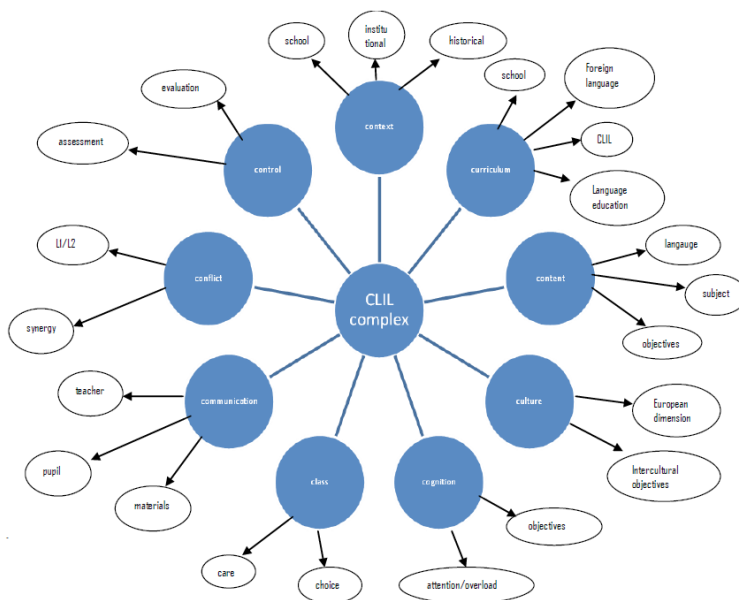 school
institu
tional
historical
school
Foreign
language
evaluation
context
assessment
control
curriculum
CLIL
Language
education
L1/L2
conflict
CLIL
complex
content
langauge
subject
synergy
objectives
teacher
communication
culture
European
dimension
pupil
materials
class
cognition
Intercultural
objectives
objectives
care
choice
attention/overload